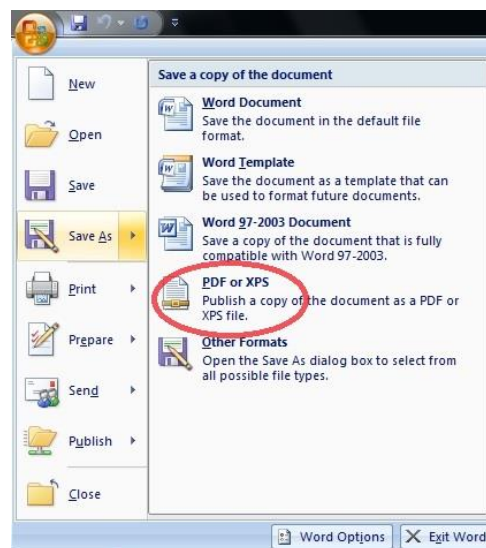 New
Open
Save
Save As
Print
Prepare
Send
Publish
Close
Save a copy of the document
Word Document
Save the document in the default file
format.
Word Template
Save the document as a template that can
be used to format future documents.
Word 97-2003 Document
Save a copy of the document that is fully
compatible with Word 97-2003.
PDF or XPS
Publish a copy of the document as a PDF or
XPS file.
Other Formats
Open the Save As dialog box to select from
all possible file types.
Word Options
Exit Word